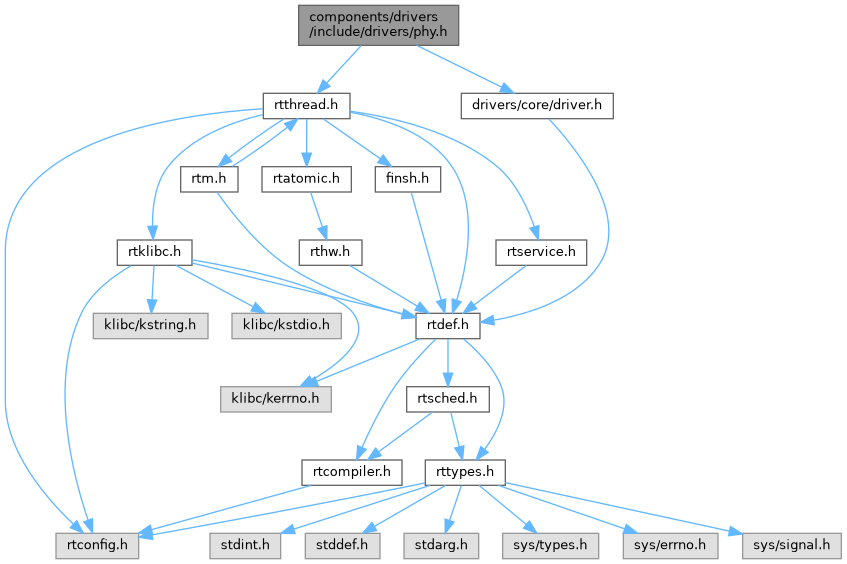 components/drivers
/include/drivers/phy.h
rtthread.h
drivers/core/driver.h
rtm.h
rtatomic.h
finsh.h
rtklibc.h
rthw.h
rtservice.h
klibc/kstring.h
klibc/kstdio.h
rtdef.h
klibc/kerrno.h
rtsched.h
rtcompiler.h
rttypes.h
rtconfig.h
stdint.h
stddef.h
stdarg.h
sys/types.h
sys/errno.h
sys/signal.h